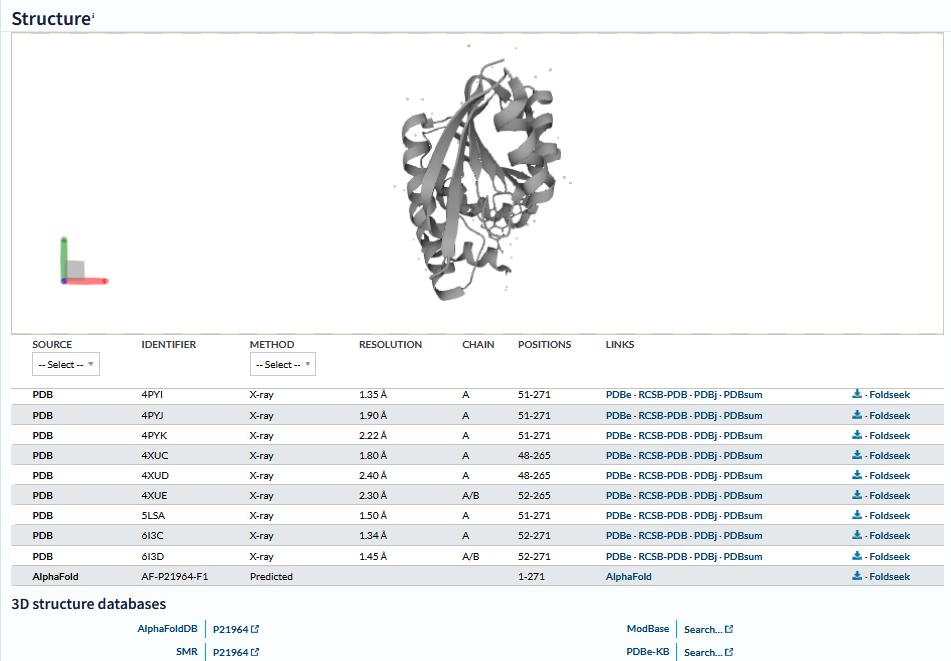 Structureⁱ
SOURCE IDENTIFIER METHOD RESOLUTION CHAIN POSITIONS LINKS
-- Select -- -- Select --
PDB 4PYI X-ray 1.35 Å A 51-271 PDBe · RCSB-PDB · PDBj · PDBsum · Foldseek
PDB 4PYJ X-ray 1.90 Å A 51-271 PDBe · RCSB-PDB · PDBj · PDBsum · Foldseek
PDB 4PYK X-ray 2.22 Å A 51-271 PDBe · RCSB-PDB · PDBj · PDBsum · Foldseek
PDB 4XUC X-ray 1.80 Å A 48-265 PDBe · RCSB-PDB · PDBj · PDBsum · Foldseek
PDB 4XUD X-ray 2.40 Å A 48-265 PDBe · RCSB-PDB · PDBj · PDBsum · Foldseek
PDB 4XUE X-ray 2.30 Å A/B 52-265 PDBe · RCSB-PDB · PDBj · PDBsum · Foldseek
PDB 5LSA X-ray 1.50 Å A 51-271 PDBe · RCSB-PDB · PDBj · PDBsum · Foldseek
PDB 6I3C X-ray 1.34 Å A 52-271 PDBe · RCSB-PDB · PDBj · PDBsum · Foldseek
PDB 6I3D X-ray 1.45 Å A/B 52-271 PDBe · RCSB-PDB · PDBj · PDBsum · Foldseek
AlphaFold AF-P21964-F1 Predicted 1-271 AlphaFold · Foldseek
3D structure databases
AlphaFoldDB P21964 ModBase Search...
SMR P21964 PDBe-KB Search...